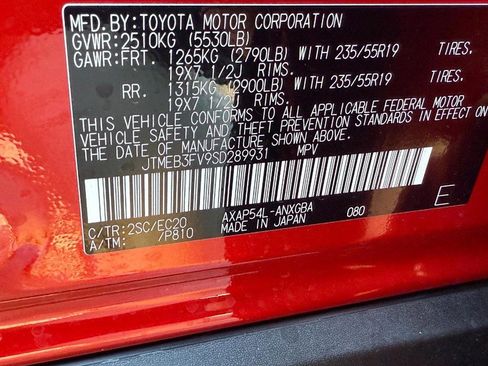 MFD. BY: TOYOTA MOTOR CORPORATION
GVWR: 2510KG (5530LB)
GAWR: FRT. 1265KG (2790LB) WITH 235/55R19 TIRES.
19X7 1/2J RIMS.
RR. 1315KG (2900LB) WITH 235/55R19 TIRES.
19X7 1/2J RIMS.
THIS VEHICLE CONFORMS TO ALL APPLICABLE FEDERAL MOTOR
VEHICLE SAFETY AND THEFT PREVENTION STANDARDS IN EFFECT ON
THE DATE OF MANUFACTURE SHOWN ABOVE.
JTMEB3FV9SD289931 MPV
C/TR: 2SC/EC20 AXAP54L-ANXGBA 080 E
A/TM: /P810 MADE IN JAPAN